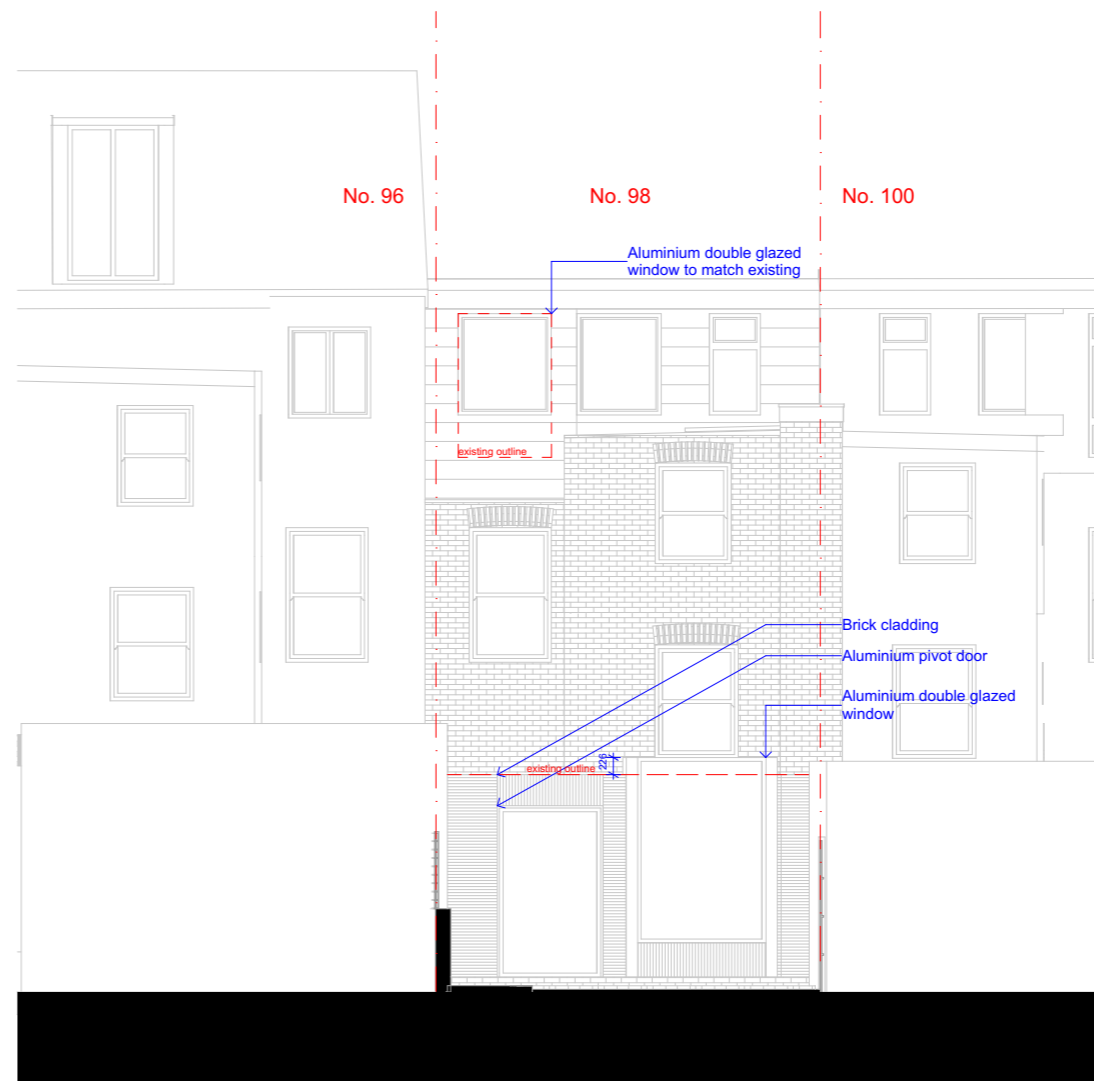 No. 96
No. 98
No. 100
Aluminium double glazed
window to match existing
existing outline
Brick cladding
Aluminium pivot door
Aluminium double glazed
window
existing outline
226